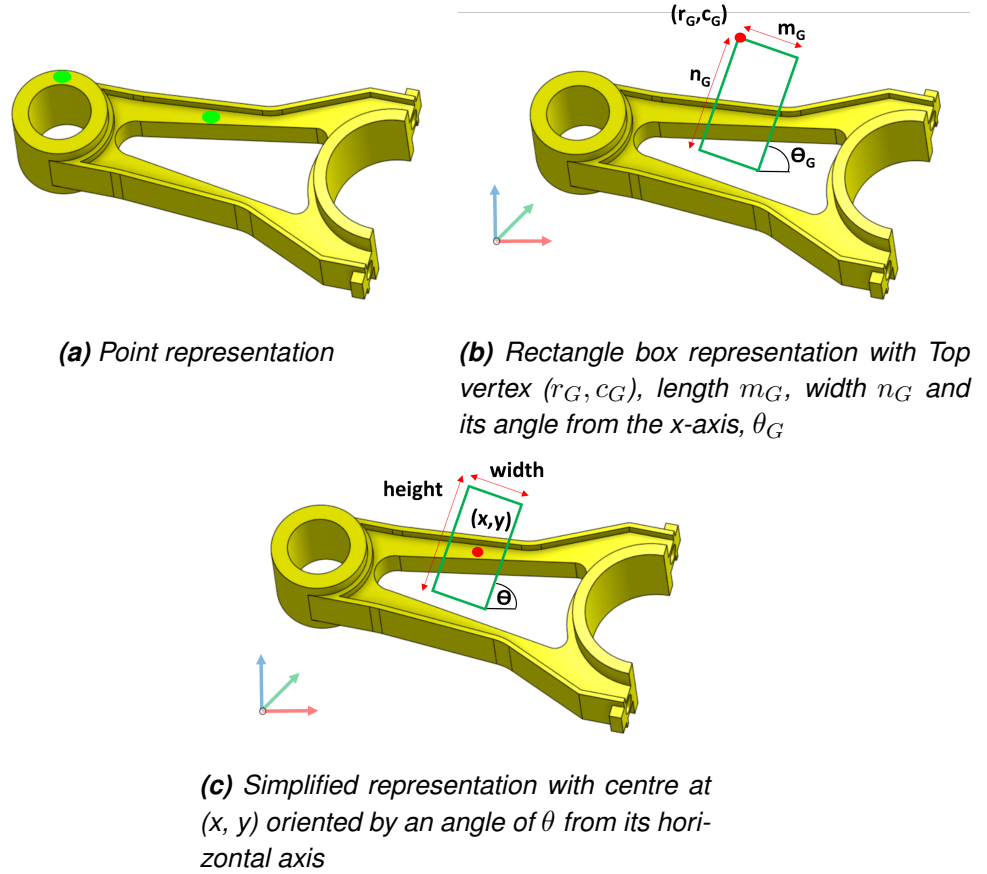 (r_G,c_G)
m_G
n_G
Θ_G
(a) Point representation
(b) Rectangle box representation with Top
vertex (r_G, c_G), length m_G, width n_G and
its angle from the x-axis, θ_G
width
height
(x,y)
Θ
(c) Simplified representation with centre at
(x, y) oriented by an angle of θ from its hori-
zontal axis